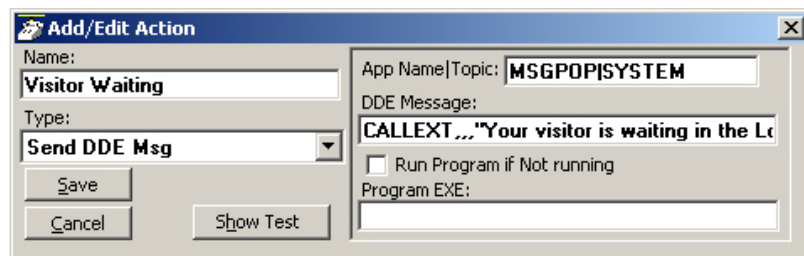 Add/Edit Action
Name:
Visitor Waiting
Type:
Send DDE Msg
Save
Cancel
Show Test
App Name|Topic: MSGPOP|SYSTEM
DDE Message:
CALLEXT,,,"Your visitor is waiting in the
Run Program if Not running
Program EXE: